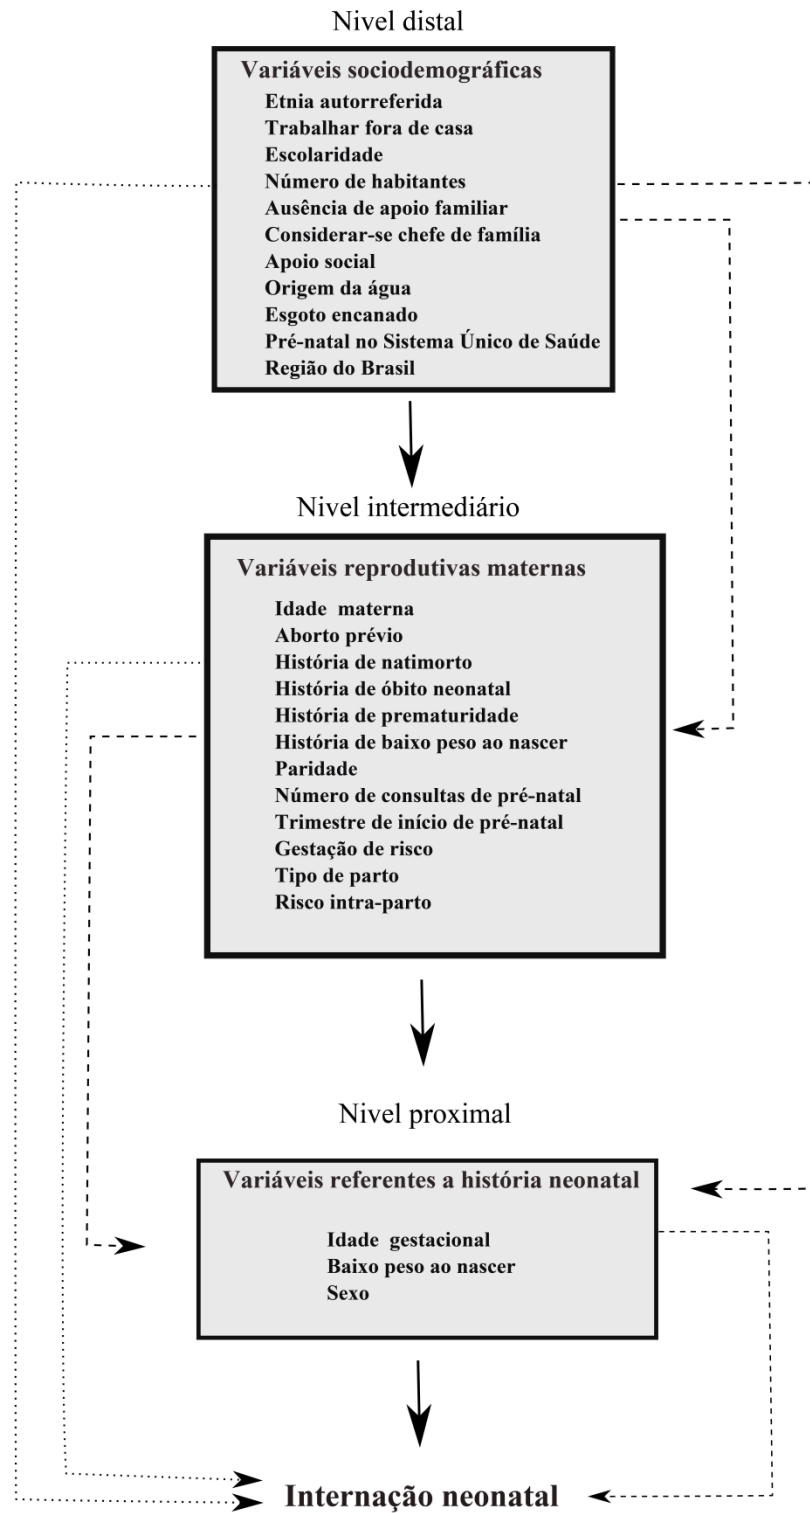 Nivel distal
Variáveis sociodemográficas
Etnia autorreferida
Trabalhar fora de casa
Escolaridade
Número de habitantes
Ausência de apoio familiar
Considerar-se chefe de família
Apoio social
Origem da água
Esgoto encanado
Pré-natal no Sistema Único de Saúde
Região do Brasil
Nivel intermediário
Variáveis reprodutivas maternas
Idade materna
Aborto prévio
História de natimorto
História de óbito neonatal
História de prematuridade
História de baixo peso ao nascer
Paridade
Número de consultas de pré-natal
Trimestre de início de pré-natal
Gestação de risco
Tipo de parto
Risco intra-parto
Nivel proximal
Variáveis referentes a história neonatal
Idade gestacional
Baixo peso ao nascer
Sexo
Internação neonatal